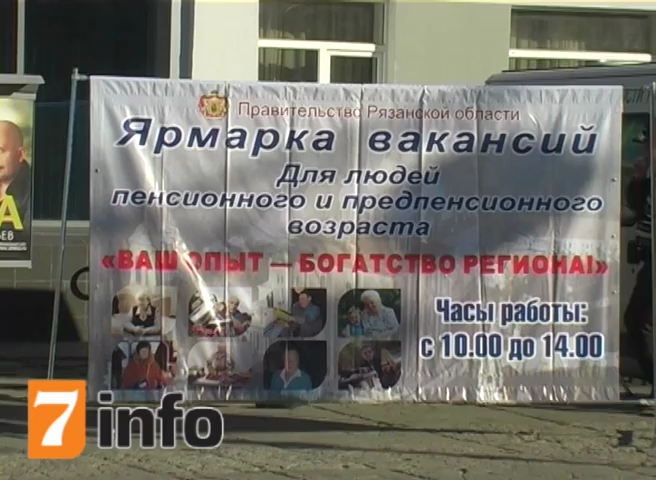 Правительство Рязанской области
Ярмарка вакансий
Для людей
пенсионного и предпенсионного
возраста
«ВАШ ОПЫТ — БОГАТСТВО РЕГИОНА!»
Часы работы:
с 10.00 до 14.00
7info